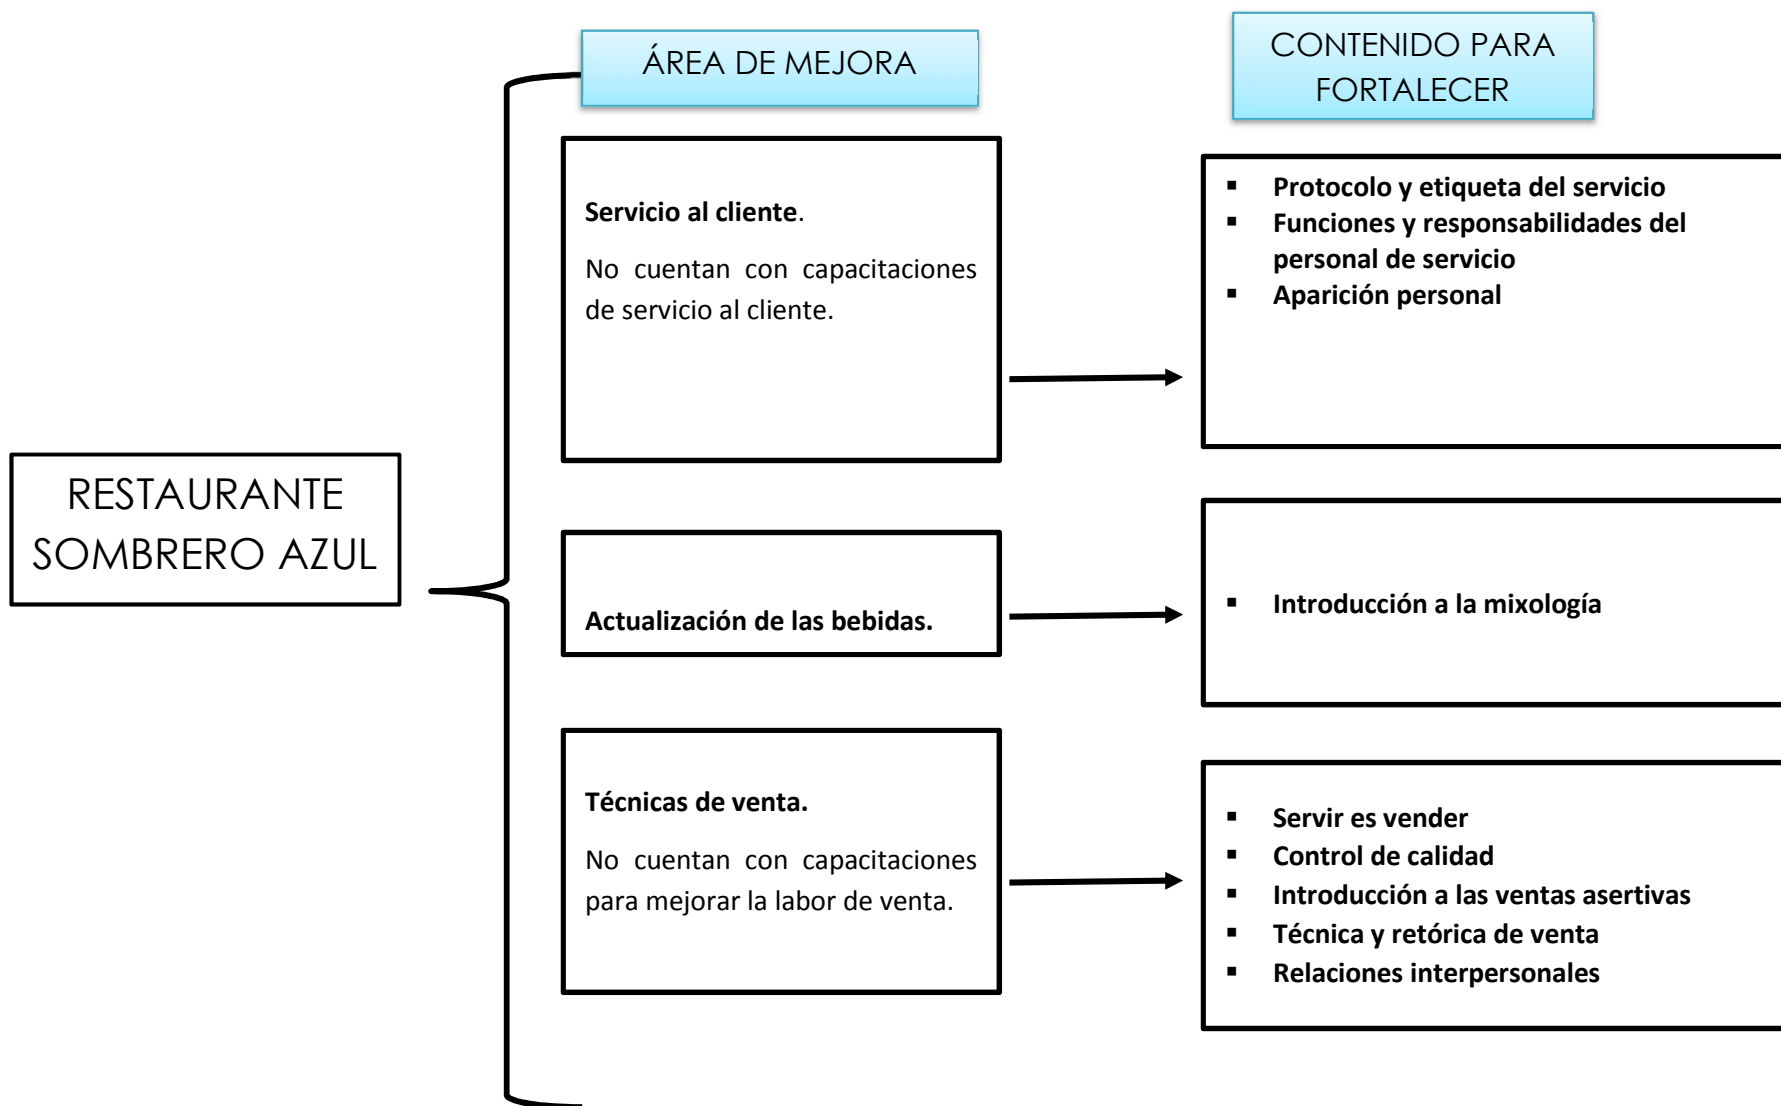 ÁREA DE MEJORA
CONTENIDO PARA
FORTALECER
RESTAURANTE
SOMBRERO AZUL
Servicio al cliente.
No cuentan con capacitaciones
de servicio al cliente.
▪ Protocolo y etiqueta del servicio
▪ Funciones y responsabilidades del
personal de servicio
▪ Aparición personal
Actualización de las bebidas.
▪ Introducción a la mixología
Técnicas de venta.
No cuentan con capacitaciones
para mejorar la labor de venta.
▪ Servir es vender
▪ Control de calidad
▪ Introducción a las ventas asertivas
▪ Técnica y retórica de venta
▪ Relaciones interpersonales